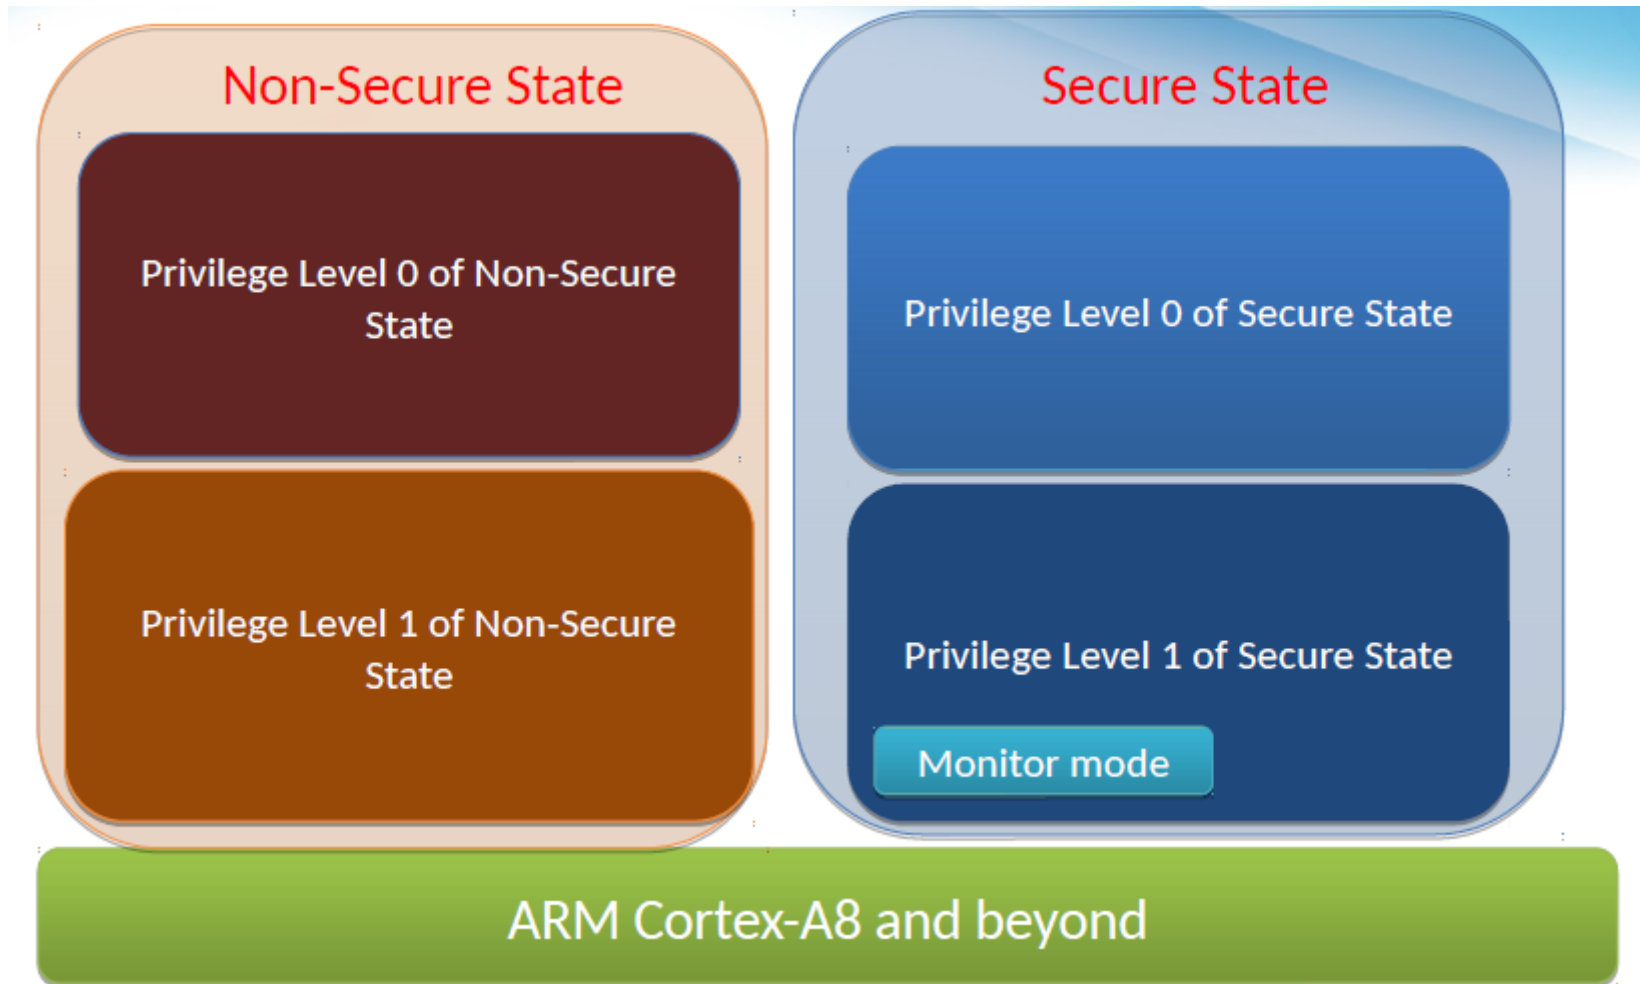 Non-Secure State
Secure State
Privilege Level 0 of Non-Secure
State
Privilege Level 0 of Secure State
Privilege Level 1 of Non-Secure
State
Privilege Level 1 of Secure State
Monitor mode
ARM Cortex-A8 and beyond